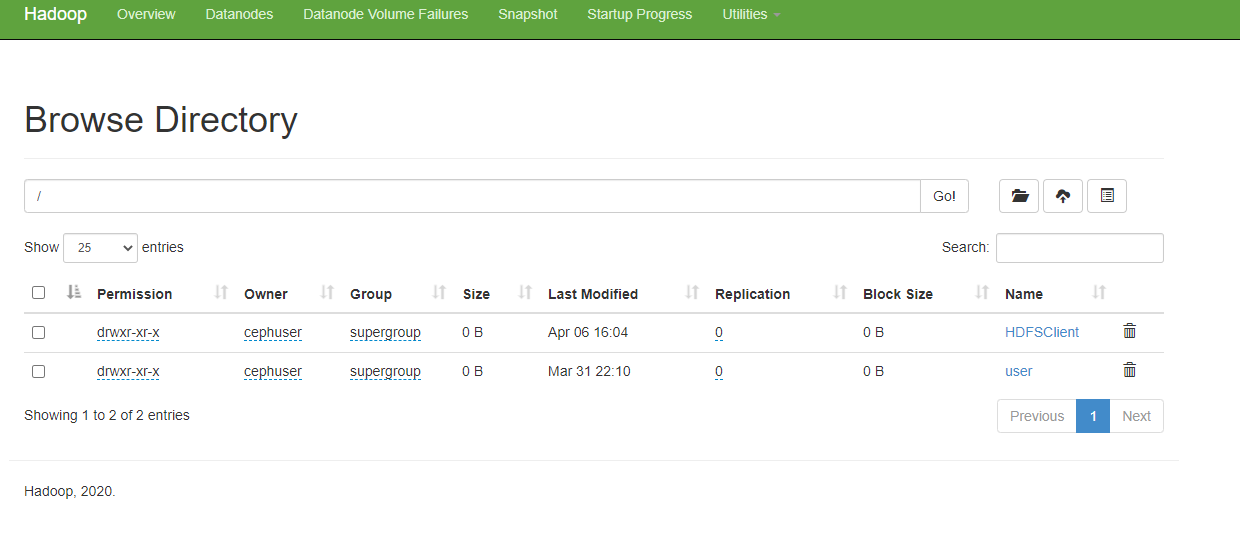 Hadoop Overview Datanodes Datanode Volume Failures Snapshot Startup Progress Utilities
Browse Directory
/ Go!
Show 25 entries Search:
Permission Owner Group Size Last Modified Replication Block Size Name
drwxr-xr-x cephuser supergroup 0 B Apr 06 16:04 0 0 B HDFSClient
drwxr-xr-x cephuser supergroup 0 B Mar 31 22:10 0 0 B user
Showing 1 to 2 of 2 entries Previous 1 Next
Hadoop, 2020.